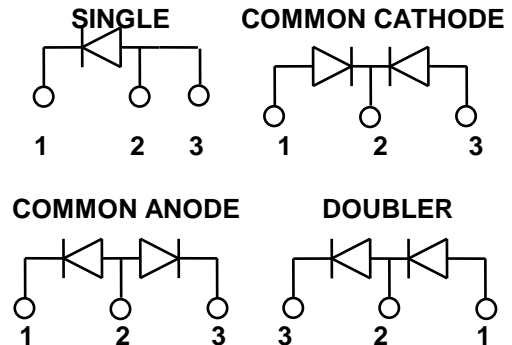 SINGLE
COMMON CATHODE
1 2 3
1 2 3
COMMON ANODE
DOUBLER
1 2 3
3 2 1